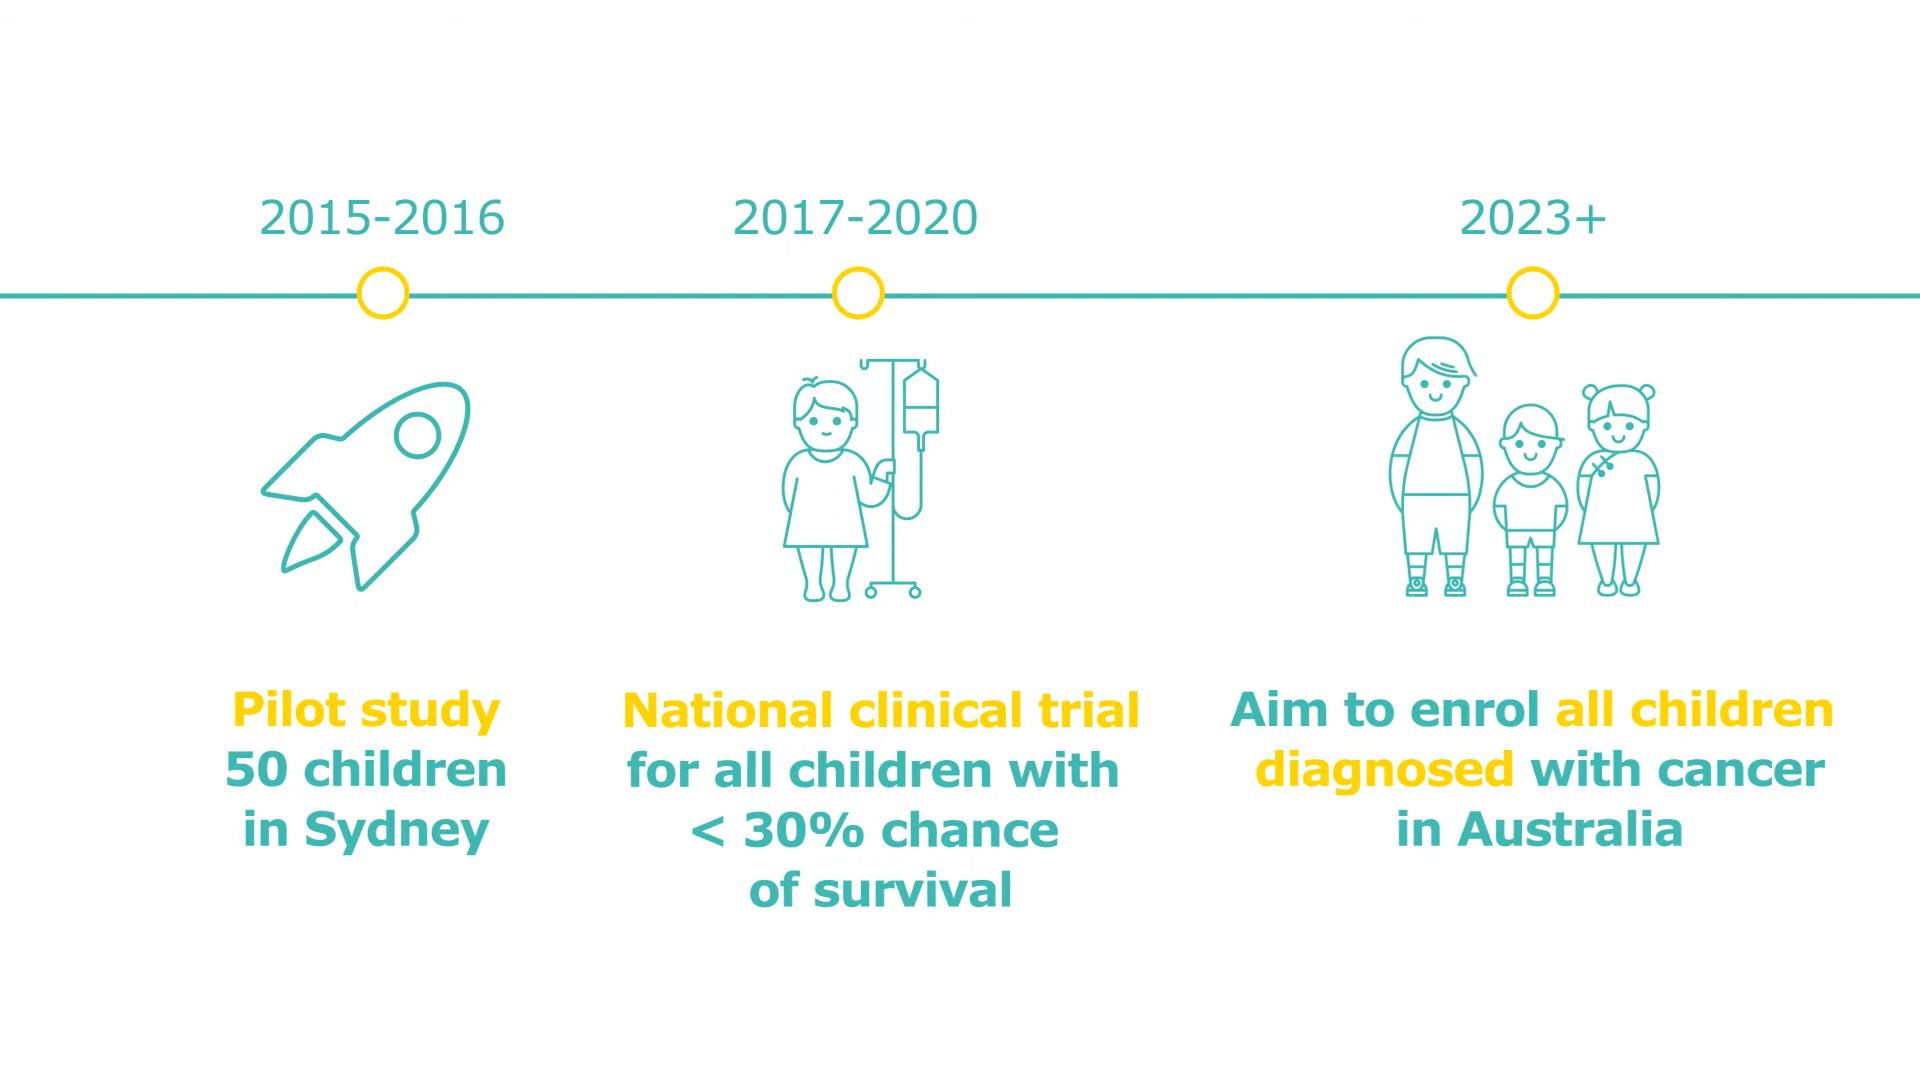 2015-2016
Pilot study
50 children
in Sydney
2017-2020
National clinical trial
for all children with
< 30% chance
of survival
2023+
Aim to enrol all children
diagnosed with cancer
in Australia